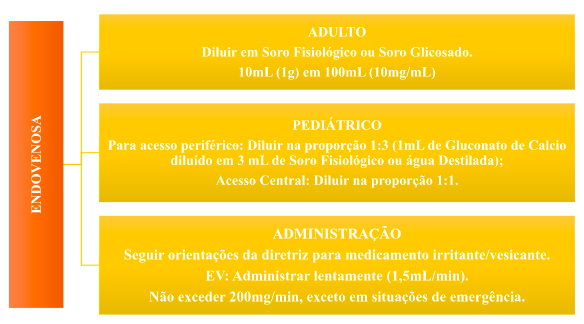 ENDOVENOSA
ADULTO
Diluir em Soro Fisiológico ou Soro Glicosado.
10mL (1g) em 100mL (10mg/mL)
PEDIÁTRICO
Para acesso periférico: Diluir na proporção 1:3 (1mL de Gluconato de Calcio
diluído em 3 mL de Soro Fisiológico ou água Destilada);
Acesso Central: Diluir na proporção 1:1.
ADMINISTRAÇÃO
Seguir orientações da diretriz para medicamento irritante/vesicante.
EV: Administrar lentamente (1,5mL/min).
Não exceder 200mg/min, exceto em situações de emergência.